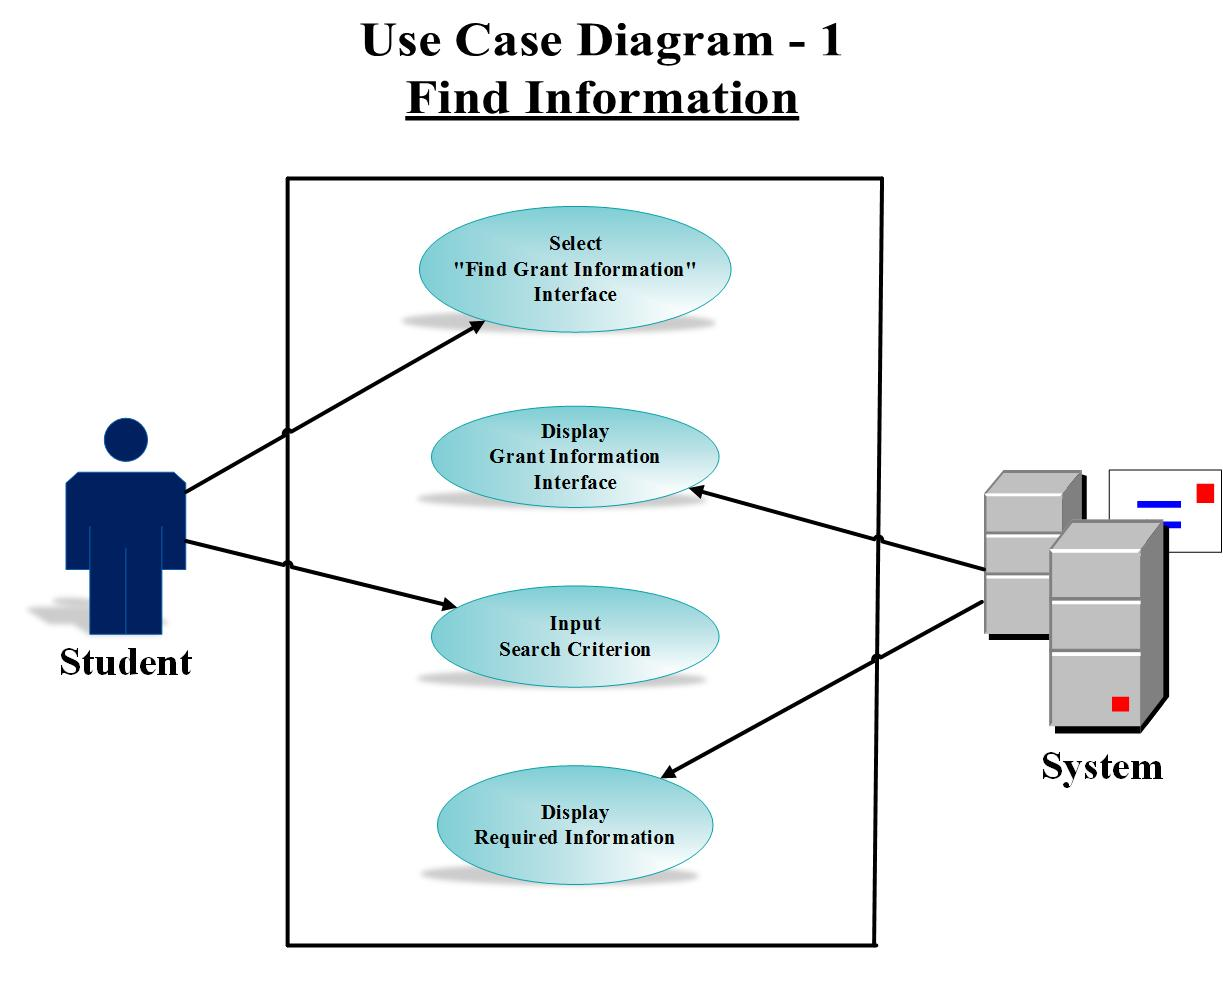 Use Case Diagram - 1
Find Information
Select
"Find Grant Information"
Interface
Display
Grant Information
Interface
Input
Search Criterion
Display
Required Information
Student
System